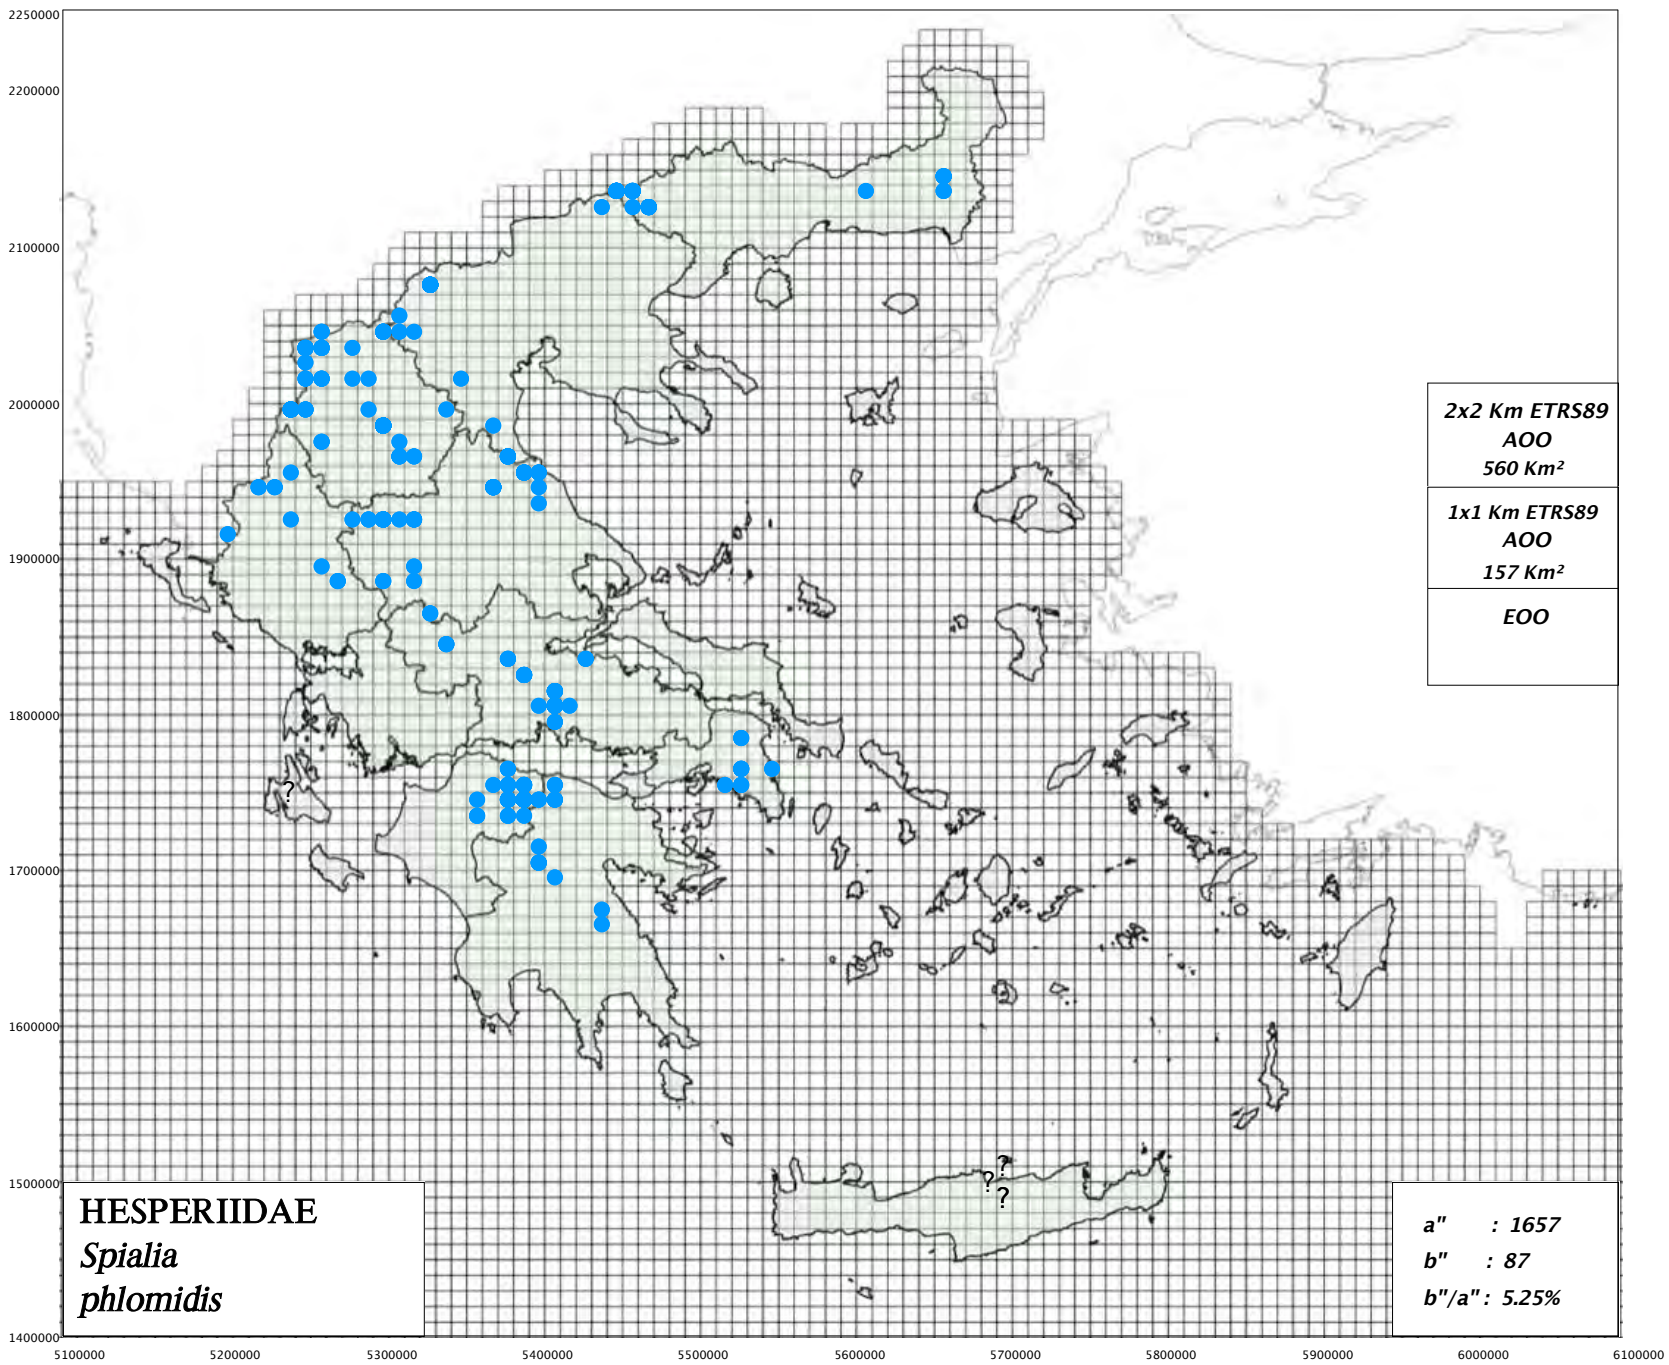 2250000
2200000
2100000
2000000
1900000
1800000
1700000
1600000
1500000
1400000
2x2 Km ETRS89
AOO
560 Km²
1x1 Km ETRS89
AOO
157 Km²
EOO
?
?
?
?
HESPERIIDAE
Spialia
phlomidis
a" : 1657
b" : 87
b"/a" : 5.25%
5100000 5200000 5300000 5400000 5500000 5600000 5700000 5800000 5900000 6000000 6100000